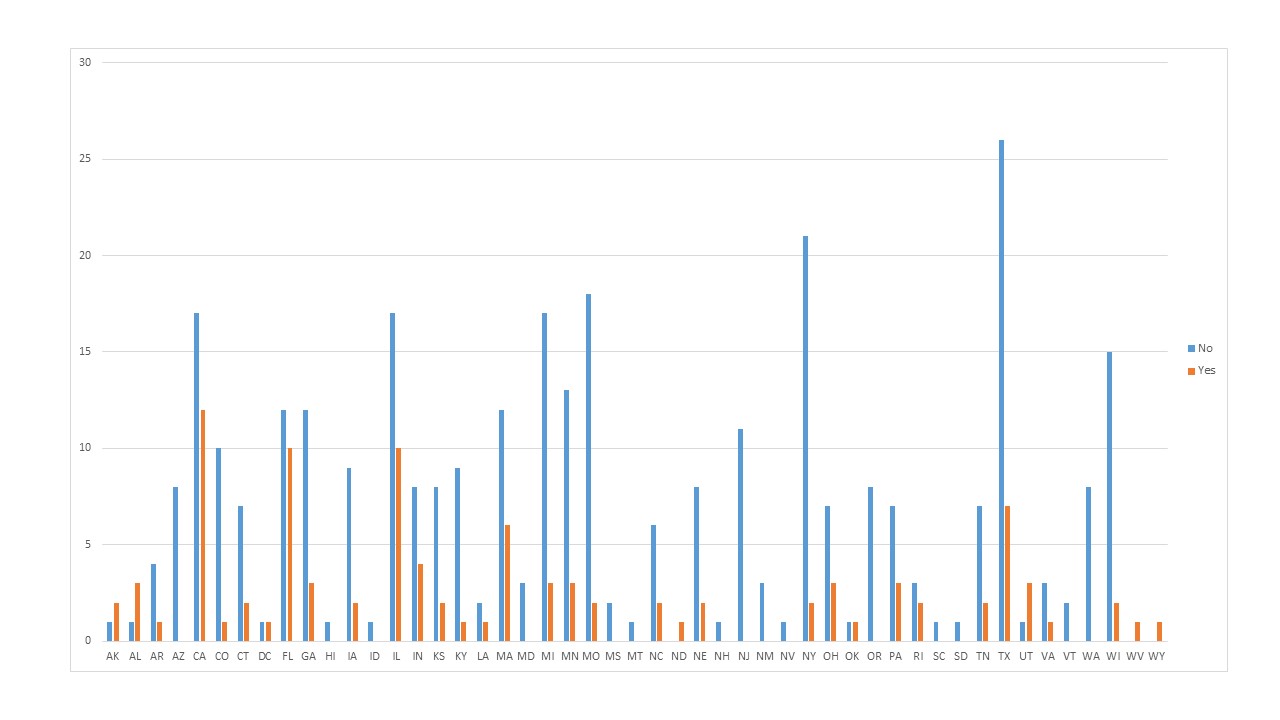 30
25
20
15
10
5
0
AK AL AR AZ CA CO CT DC FL GA HI IA ID IL IN KS KY LA MA MD MI MN MO MS MT NC ND NE NH NJ NM NV NY OH OK OR PA RI SC SD TN TX UT VA VT WA WI WV WY
No
Yes